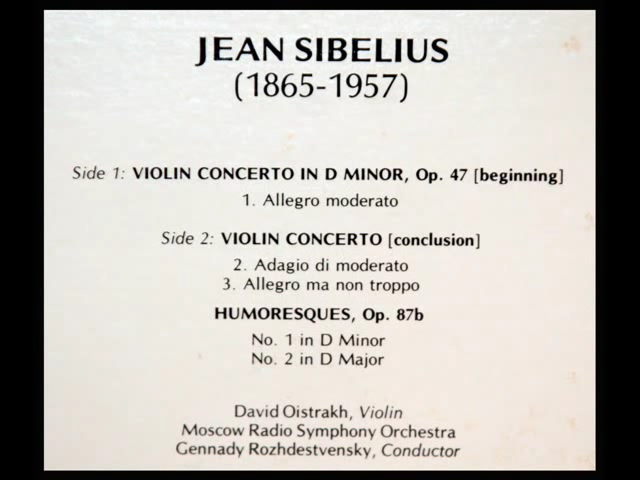 JEAN SIBELIUS
(1865-1957)
Side 1: VIOLIN CONCERTO IN D MINOR, Op. 47 [beginning]
1. Allegro moderato
Side 2: VIOLIN CONCERTO [conclusion]
2. Adagio di moderato
3. Allegro ma non troppo
HUMORESQUES, Op. 87b
No. 1 in D Minor
No. 2 in D Major
David Oistrakh, Violin
Moscow Radio Symphony Orchestra
Gennady Rozhdestvensky, Conductor